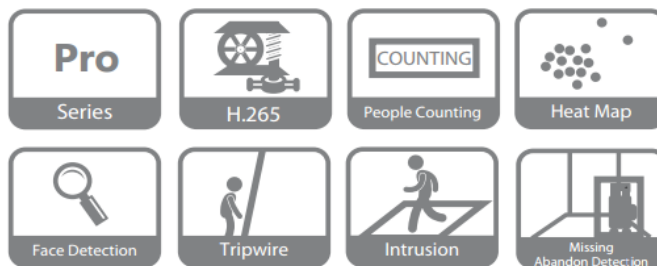 Pro
Series
H.265
COUNTING
People Counting
Heat Map
Face Detection
Tripwire
Intrusion
Missing
Abandon Detection